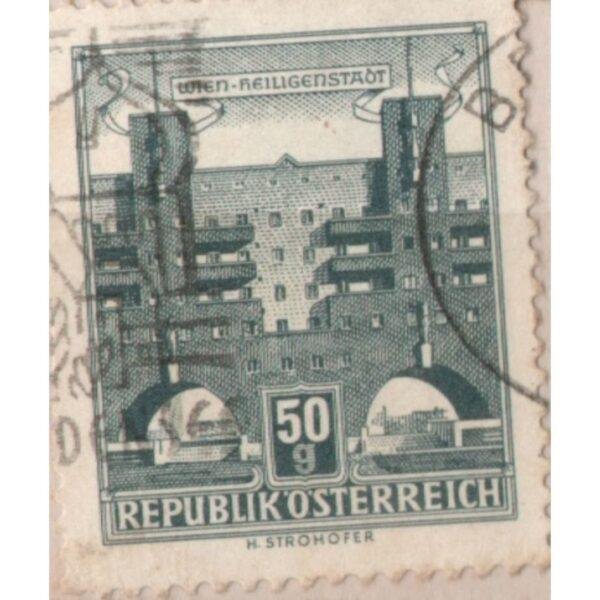 WIEN-HEILIGENSTADT
50
g
REPUBLIK ÖSTERREICH
H. STROHOFER